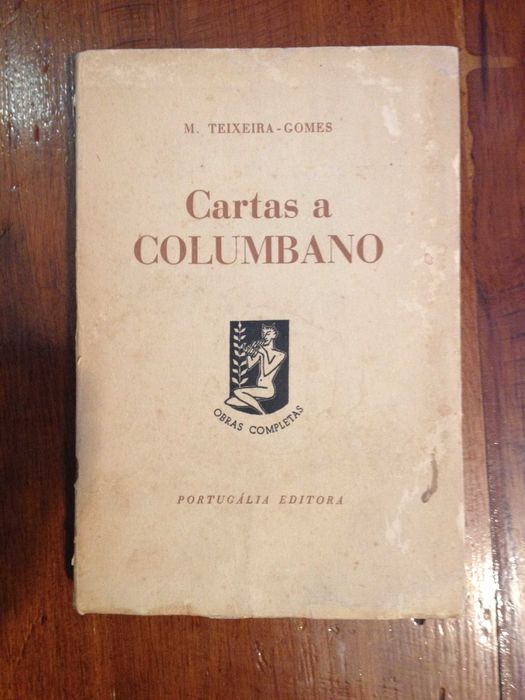 M. TEIXEIRA-GOMES
Cartas a
COLUMBANO
OBRAS COMPLETAS
PORTUGÁLIA EDITORA